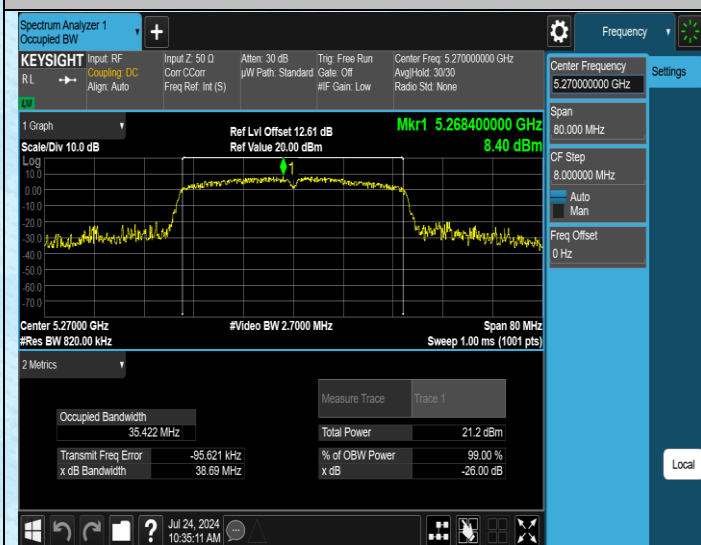 Spectrum Analyzer 1
Occupied BW
+
Frequency
KEYSIGHT
RL
LXI
Input: RF
Coupling: DC
Align: Auto
Input Z: 50 Ω
Corr CCorr
Freq Ref: Int (S)
Atten: 30 dB
µW Path: Standard
Trig: Free Run
Gate: Off
#IF Gain: Low
Center Freq: 5.270000000 GHz
Avg|Hold: 30/30
Radio Std: None
1 Graph
Scale/Div 10.0 dB
Ref Lvl Offset 12.61 dB
Ref Value 20.00 dBm
Mkr1 5.268400000 GHz
8.40 dBm
Log
10.0
0.00
-10.0
-20.0
-30.0
-40.0
-50.0
-60.0
-70.0
1
Center 5.27000 GHz
#Res BW 820.00 kHz
#Video BW 2.7000 MHz
Span 80 MHz
Sweep 1.00 ms (1001 pts)
2 Metrics
Measure Trace Trace 1
Occupied Bandwidth
35.422 MHz
Total Power 21.2 dBm
Transmit Freq Error -95.621 kHz
% of OBW Power 99.00 %
x dB Bandwidth 38.69 MHz
x dB -26.00 dB
Center Frequency
5.270000000 GHz
Span
80.000 MHz
CF Step
8.000000 MHz
Auto
Man
Freq Offset
0 Hz
Settings
Local
?
Jul 24, 2024
10:35:11 AM